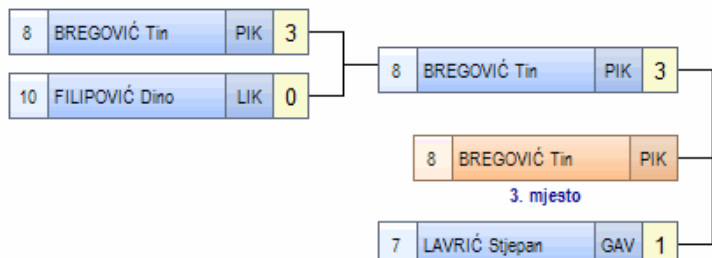 8 BREGOVIĆ Tin PIK 3
10 FILIPOVIĆ Dino LIK 0
8 BREGOVIĆ Tin PIK 3
8 BREGOVIĆ Tin PIK
3. mjesto
7 LAVRIĆ Stjepan GAV 1